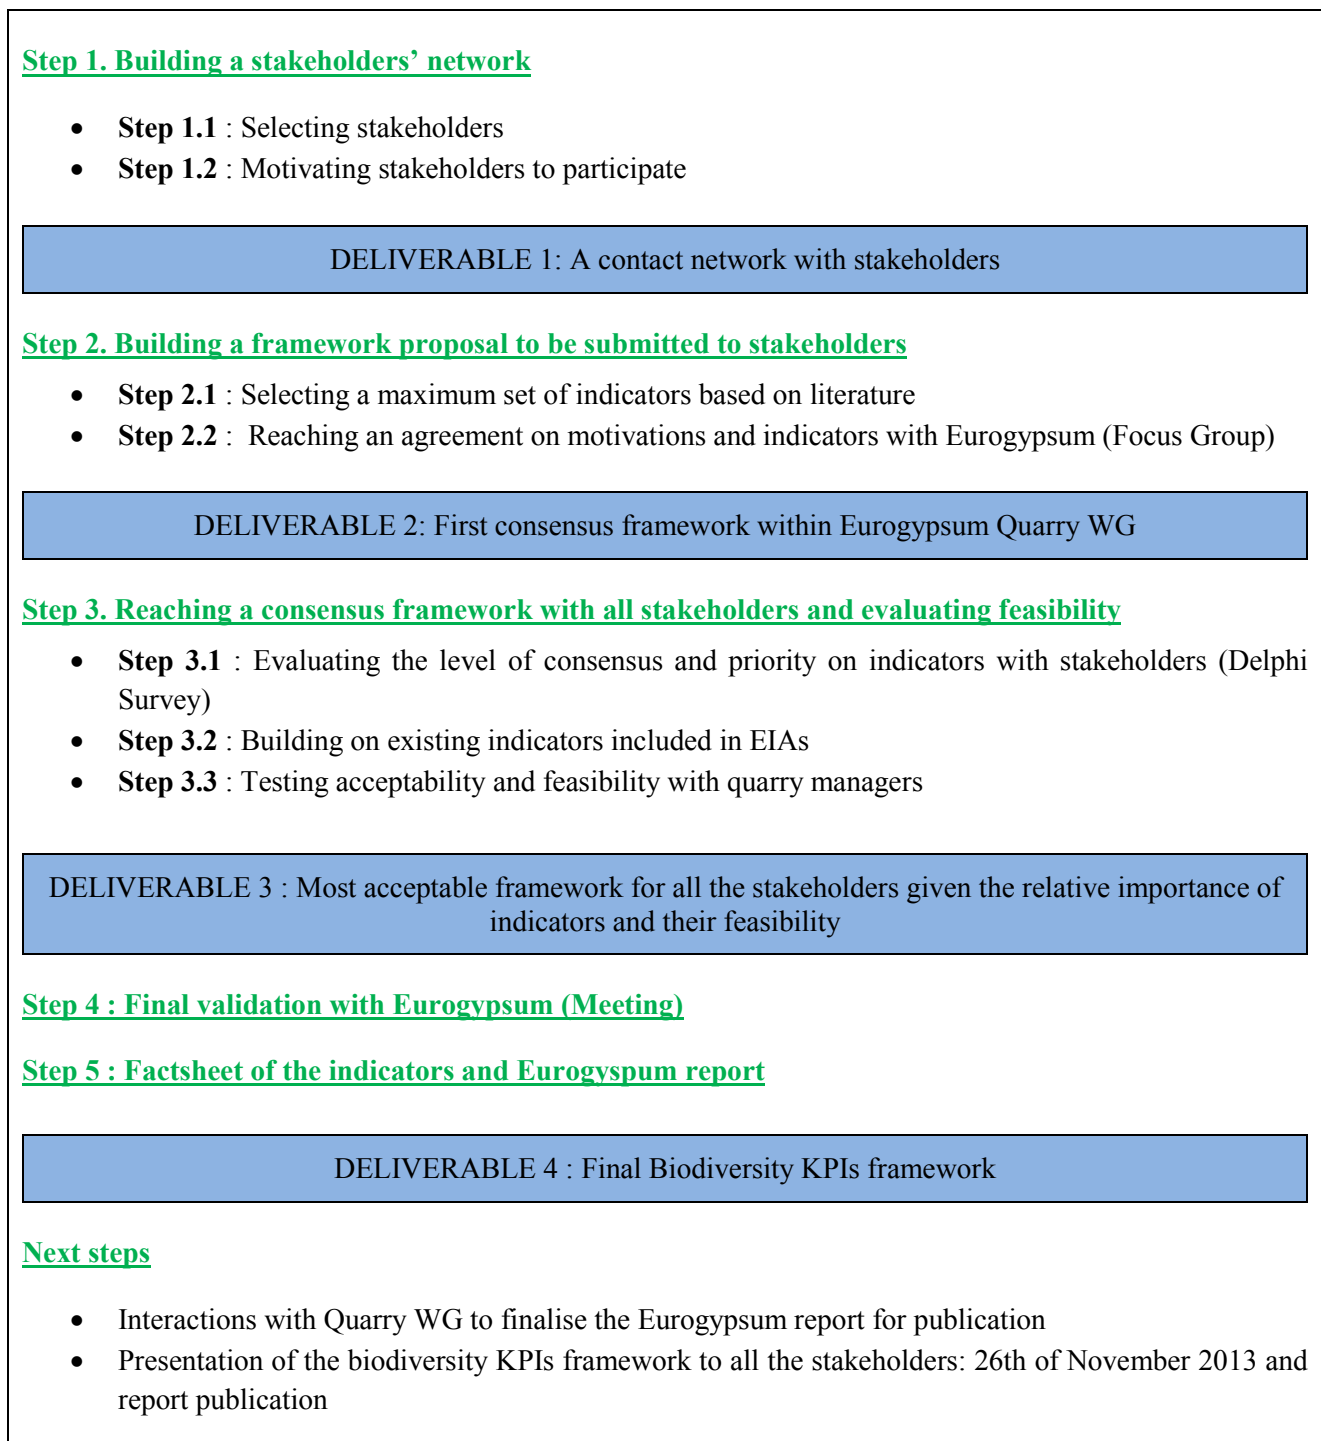 Step 1. Building a stakeholders’ network
• Step 1.1 : Selecting stakeholders
• Step 1.2 : Motivating stakeholders to participate
DELIVERABLE 1: A contact network with stakeholders
Step 2. Building a framework proposal to be submitted to stakeholders
• Step 2.1 : Selecting a maximum set of indicators based on literature
• Step 2.2 : Reaching an agreement on motivations and indicators with Eurogypsum (Focus Group)
DELIVERABLE 2: First consensus framework within Eurogypsum Quarry WG
Step 3. Reaching a consensus framework with all stakeholders and evaluating feasibility
• Step 3.1 : Evaluating the level of consensus and priority on indicators with stakeholders (Delphi
Survey)
• Step 3.2 : Building on existing indicators included in EIAs
• Step 3.3 : Testing acceptability and feasibility with quarry managers
DELIVERABLE 3 : Most acceptable framework for all the stakeholders given the relative importance of
indicators and their feasibility
Step 4 : Final validation with Eurogypsum (Meeting)
Step 5 : Factsheet of the indicators and Eurogyspum report
DELIVERABLE 4 : Final Biodiversity KPIs framework
Next steps
• Interactions with Quarry WG to finalise the Eurogypsum report for publication
• Presentation of the biodiversity KPIs framework to all the stakeholders: 26th of November 2013 and
report publication